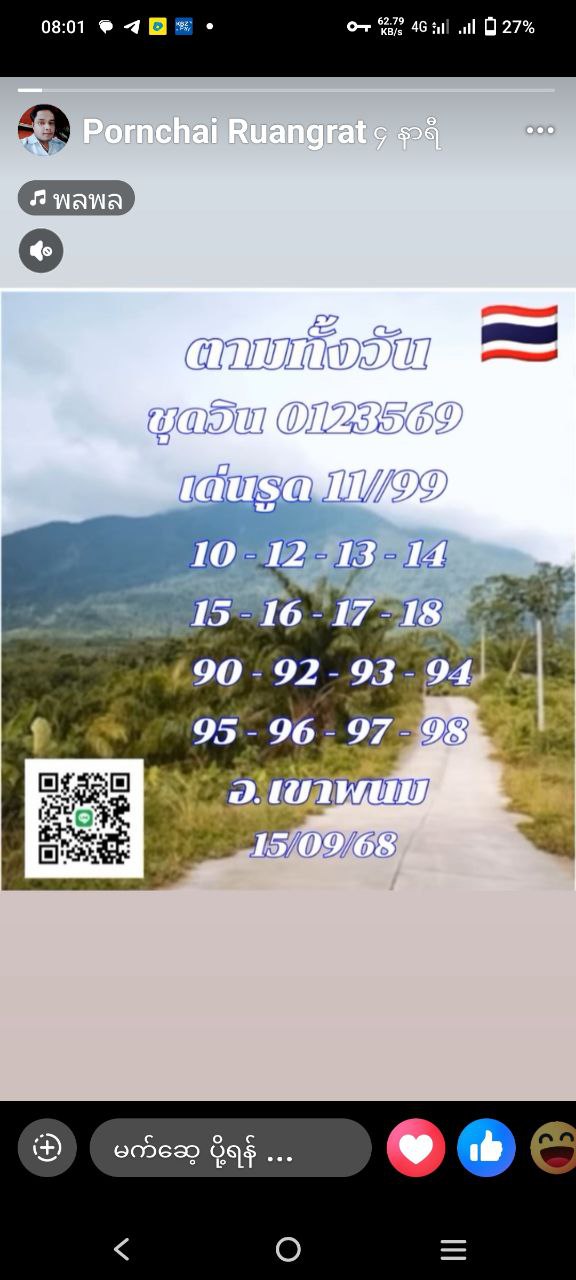 08:01
62.79 KB/s 4G 27%
Pornchai Ruangrat ၄ နာရီ
พลพล
ตามทั้งวัน
ชุดวิน 0123569
เด่นรูด 11//99
10 - 12 - 13 - 14
15 - 16 - 17 - 18
90 - 92 - 93 - 94
95 - 96 - 97 - 98
อ.เขาพนม
15/09/68
မက်ဆေ့ ပို့ရန် ...